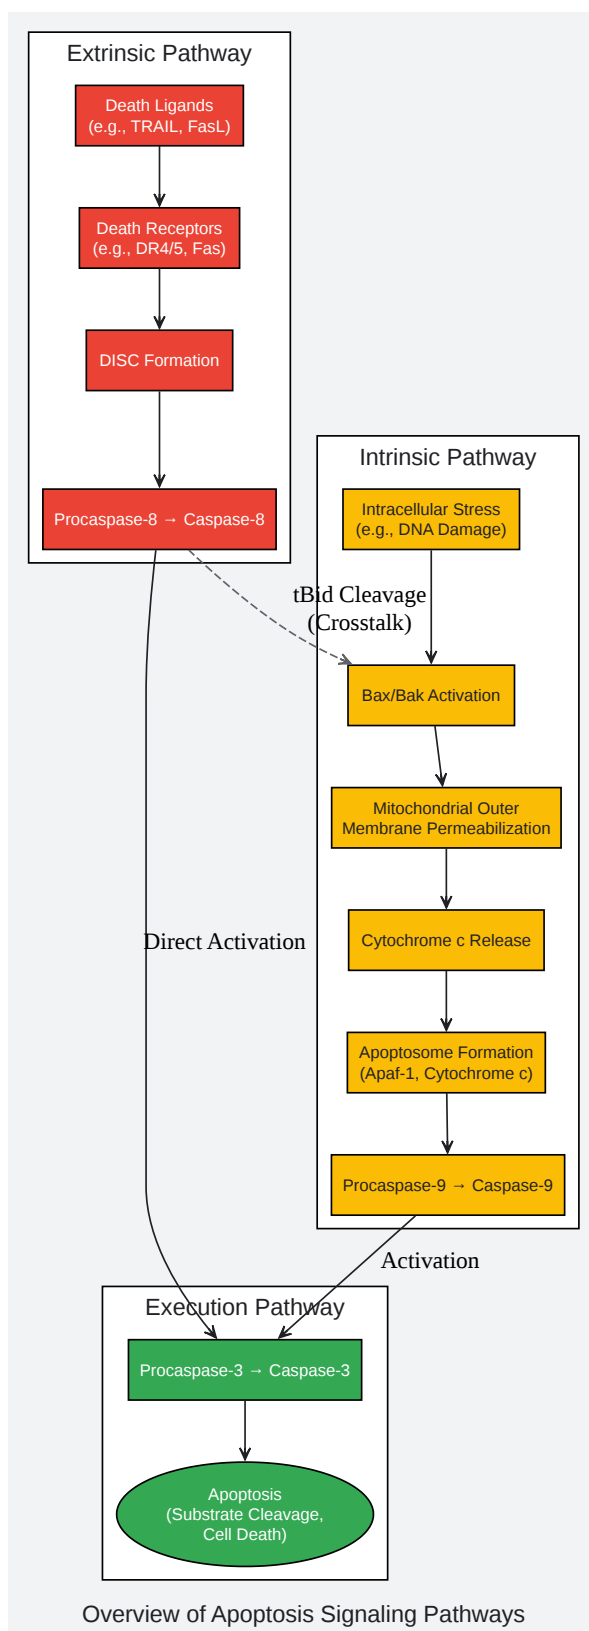 Extrinsic Pathway
Death Ligands
(e.g., TRAIL, FasL)
Death Receptors
(e.g., DR4/5, Fas)
DISC Formation
Procaspase-8 → Caspase-8
Intrinsic Pathway
Intracellular Stress
(e.g., DNA Damage)
tBid Cleavage
(Crosstalk)
Bax/Bak Activation
Mitochondrial Outer
Membrane Permeabilization
Cytochrome c Release
Direct Activation
Apoptosome Formation
(Apaf-1, Cytochrome c)
Procaspase-9 → Caspase-9
Activation
Execution Pathway
Procaspase-3 → Caspase-3
Apoptosis
(Substrate Cleavage,
Cell Death)
Overview of Apoptosis Signaling Pathways